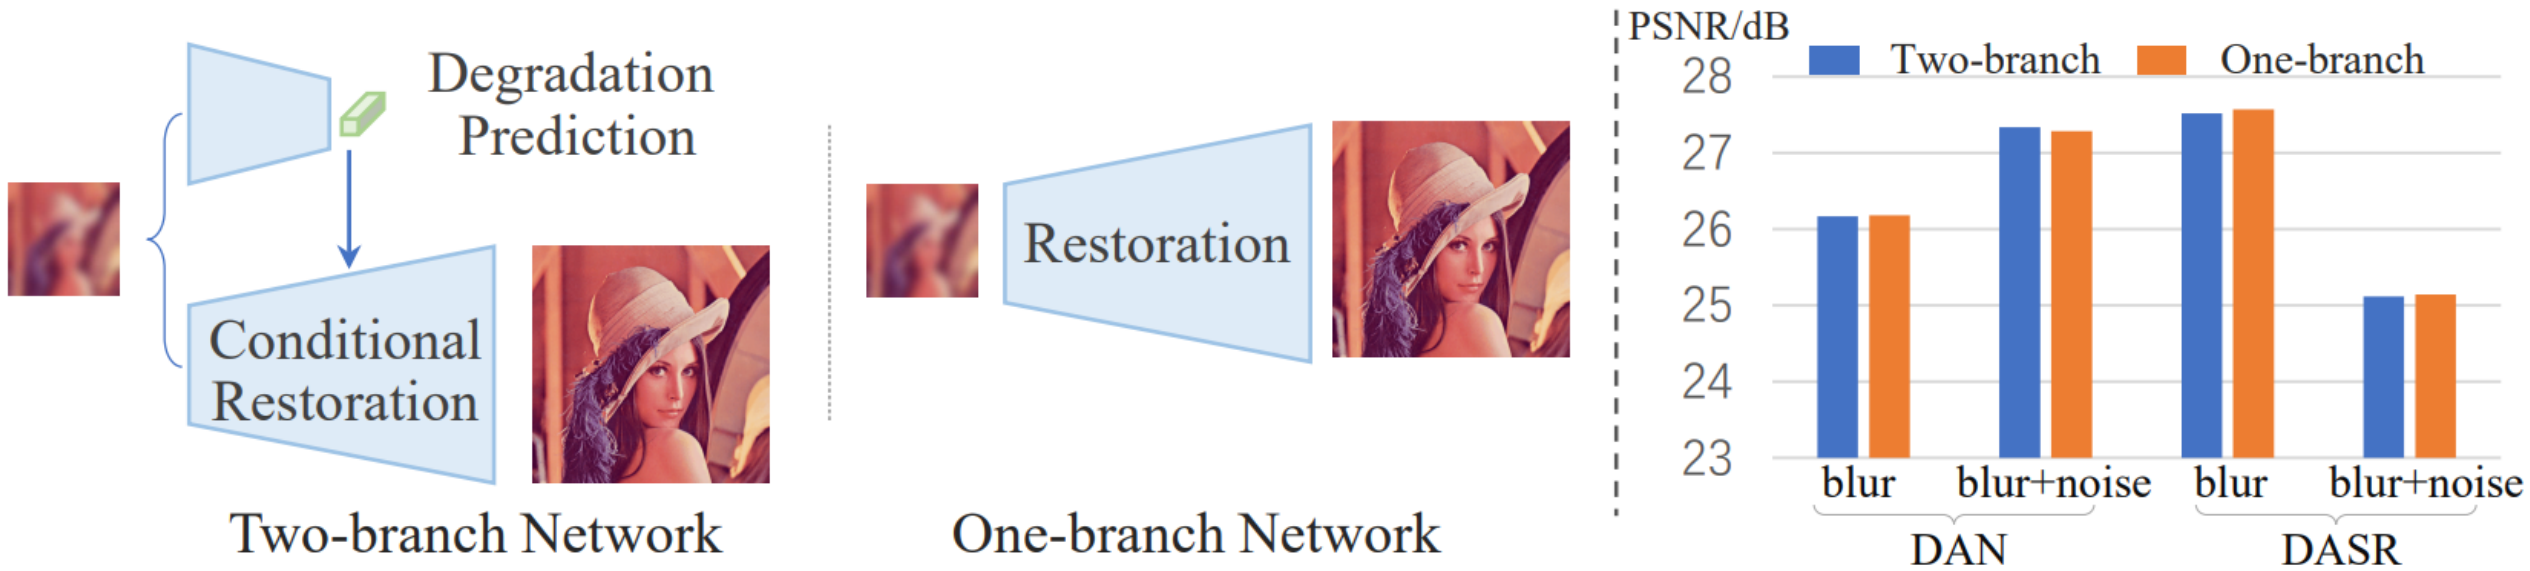 Degradation
Prediction
Conditional
Restoration
Two-branch Network
Restoration
One-branch Network
PSNR/dB
Two-branch
One-branch
28
27
26
25
24
23
blur
blur+noise
blur
blur+noise
DAN
DASR